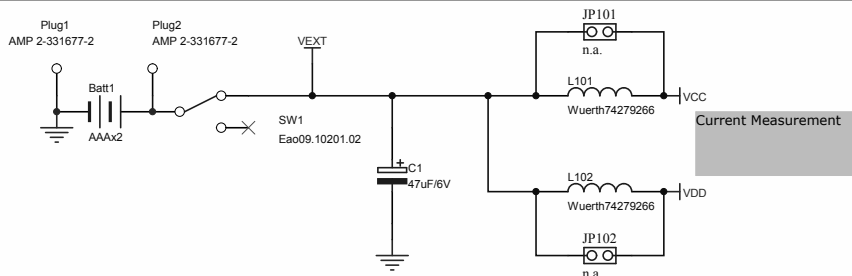 JP101
n.a.
Plug1
AMP 2-331677-2
Plug2
AMP 2-331677-2
VEXT
Batt1
AAAx2
SW1
Eao09.10201.02
L101
Wuerth74279266
VCC
Current Measurement
+
C1
47uF/6V
L102
Wuerth74279266
VDD
JP102
n.a.